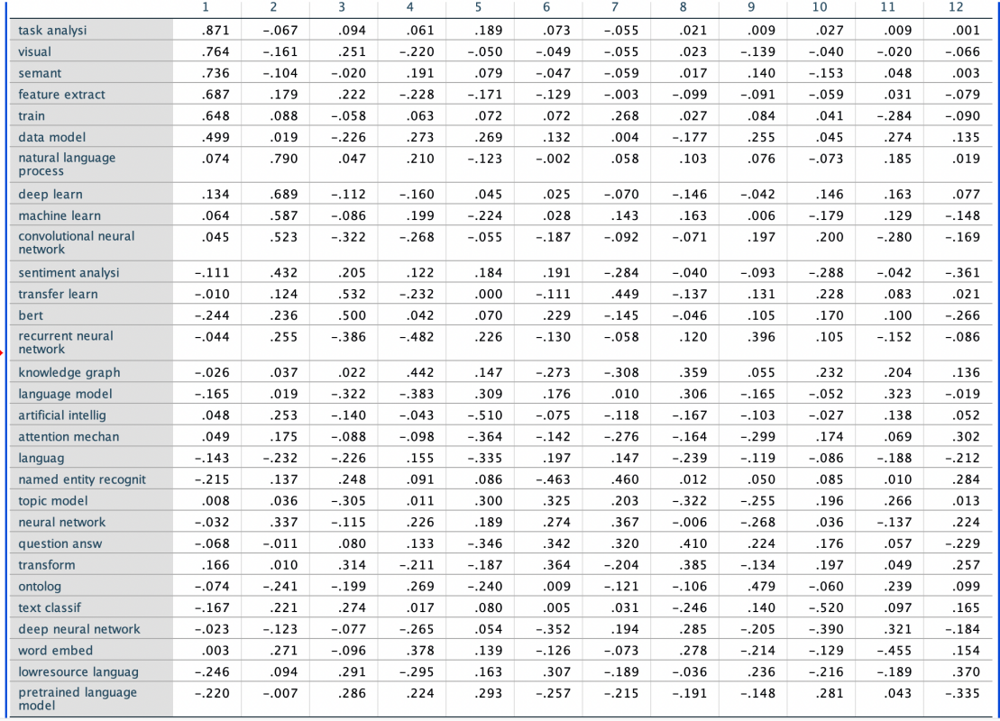 1 2 3 4 5 6 7 8 9 10 11 12
task analysi .871 -.067 .094 .061 .189 .073 -.055 .021 .009 .027 .009 .001
visual .764 -.161 .251 -.220 -.050 -.049 -.055 .023 -.139 -.040 -.020 -.066
semant .736 -.104 -.020 .191 .079 -.047 -.059 .017 .140 -.153 .048 .003
feature extract .687 .179 .222 -.228 -.171 -.129 -.003 -.099 -.091 -.059 .031 -.079
train .648 .088 -.058 .063 .072 .072 .268 .027 .084 .041 -.284 -.090
data model .499 .019 -.226 .273 .269 .132 .004 -.177 .255 .045 .274 .135
natural language .074 .790 .047 .210 -.123 -.002 .058 .103 .076 -.073 .185 .019
process
deep learn .134 .689 -.112 -.160 .045 .025 -.070 -.146 -.042 .146 .163 .077
machine learn .064 .587 -.086 .199 -.224 .028 .143 .163 .006 -.179 .129 -.148
convolutional neural .045 .523 -.322 -.268 -.055 -.187 -.092 -.071 .197 .200 -.280 -.169
network
sentiment analysi -.111 .432 .205 .122 .184 .191 -.284 -.040 -.093 -.288 -.042 -.361
transfer learn -.010 .124 .532 -.232 .000 -.111 .449 -.137 .131 .228 .083 .021
bert -.244 .236 .500 .042 .070 .229 -.145 -.046 .105 .170 .100 -.266
recurrent neural -.044 .255 -.386 -.482 .226 -.130 -.058 .120 .396 .105 -.152 -.086
network
knowledge graph -.026 .037 .022 .442 .147 -.273 -.308 .359 .055 .232 .204 .136
language model -.165 .019 -.322 -.383 .309 .176 .010 .306 -.165 -.052 .323 -.019
artificial intellig .048 .253 -.140 -.043 -.510 -.075 -.118 -.167 -.103 -.027 .138 .052
attention mechan .049 .175 -.088 -.098 -.364 -.142 -.276 -.164 -.299 .174 .069 .302
languag -.143 -.232 -.226 .155 -.335 .197 .147 -.239 -.119 -.086 -.188 -.212
named entity recognit -.215 .137 .248 .091 .086 -.463 .460 .012 .050 .085 .010 .284
topic model .008 .036 -.305 .011 .300 .325 .203 -.322 -.255 .196 .266 .013
neural network -.032 .337 -.115 .226 .189 .274 .367 -.006 -.268 .036 -.137 .224
question answ -.068 -.011 .080 .133 -.346 .342 .320 .410 .224 .176 .057 -.229
transform .166 .010 .314 -.211 -.187 .364 -.204 .385 -.134 .197 .049 .257
ontolog -.074 -.241 -.199 .269 -.240 .009 -.121 -.106 .479 -.060 .239 .099
text classif -.167 .221 .274 .017 .080 .005 .031 -.246 .140 -.520 .097 .165
deep neural network -.023 -.123 -.077 -.265 .054 -.352 .194 .285 -.205 -.390 .321 -.184
word embed .003 .271 -.096 .378 .139 -.126 -.073 .278 -.214 -.129 -.455 .154
lowresource languag -.246 .094 .291 -.295 .163 .307 -.189 -.036 .236 -.216 -.189 .370
pretrained language -.220 -.007 .286 .224 .293 -.257 -.215 -.191 -.148 .281 .043 -.335
model